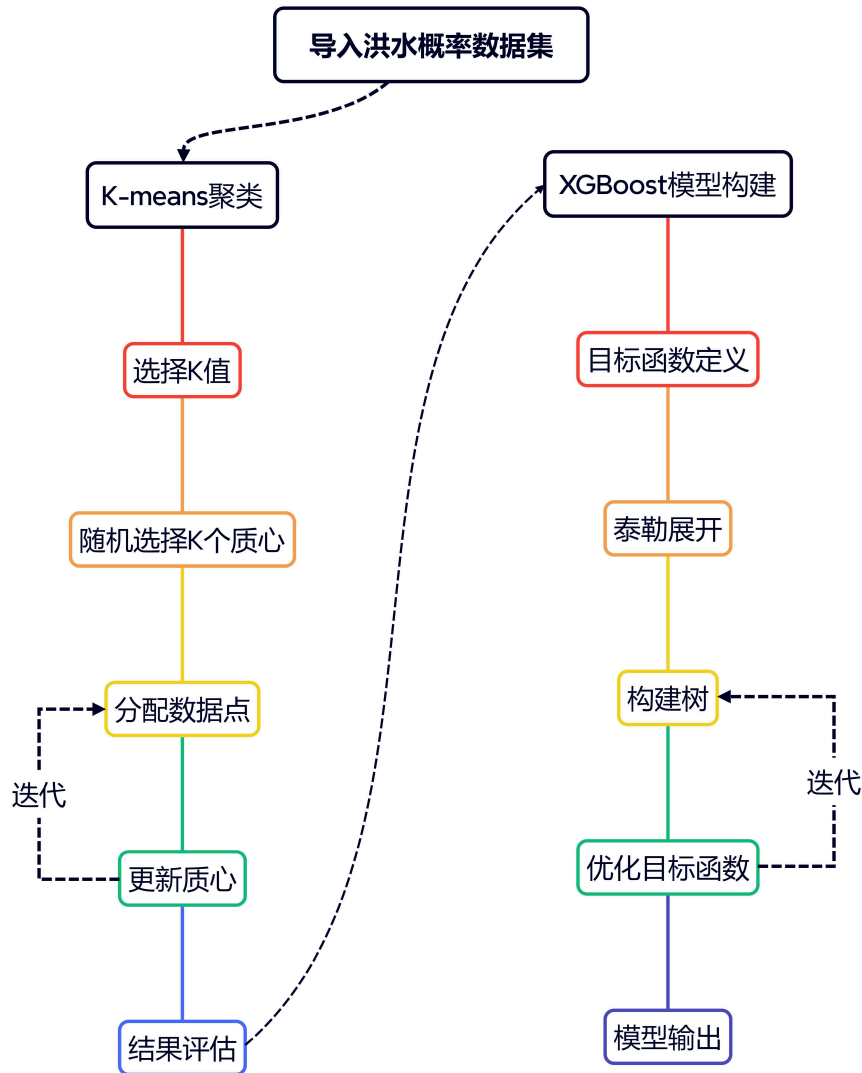 导入洪水概率数据集
K-means聚类
选择K值
随机选择K个质心
分配数据点
迭代
更新质心
结果评估
XGBoost模型构建
目标函数定义
泰勒展开
构建树
迭代
优化目标函数
模型输出